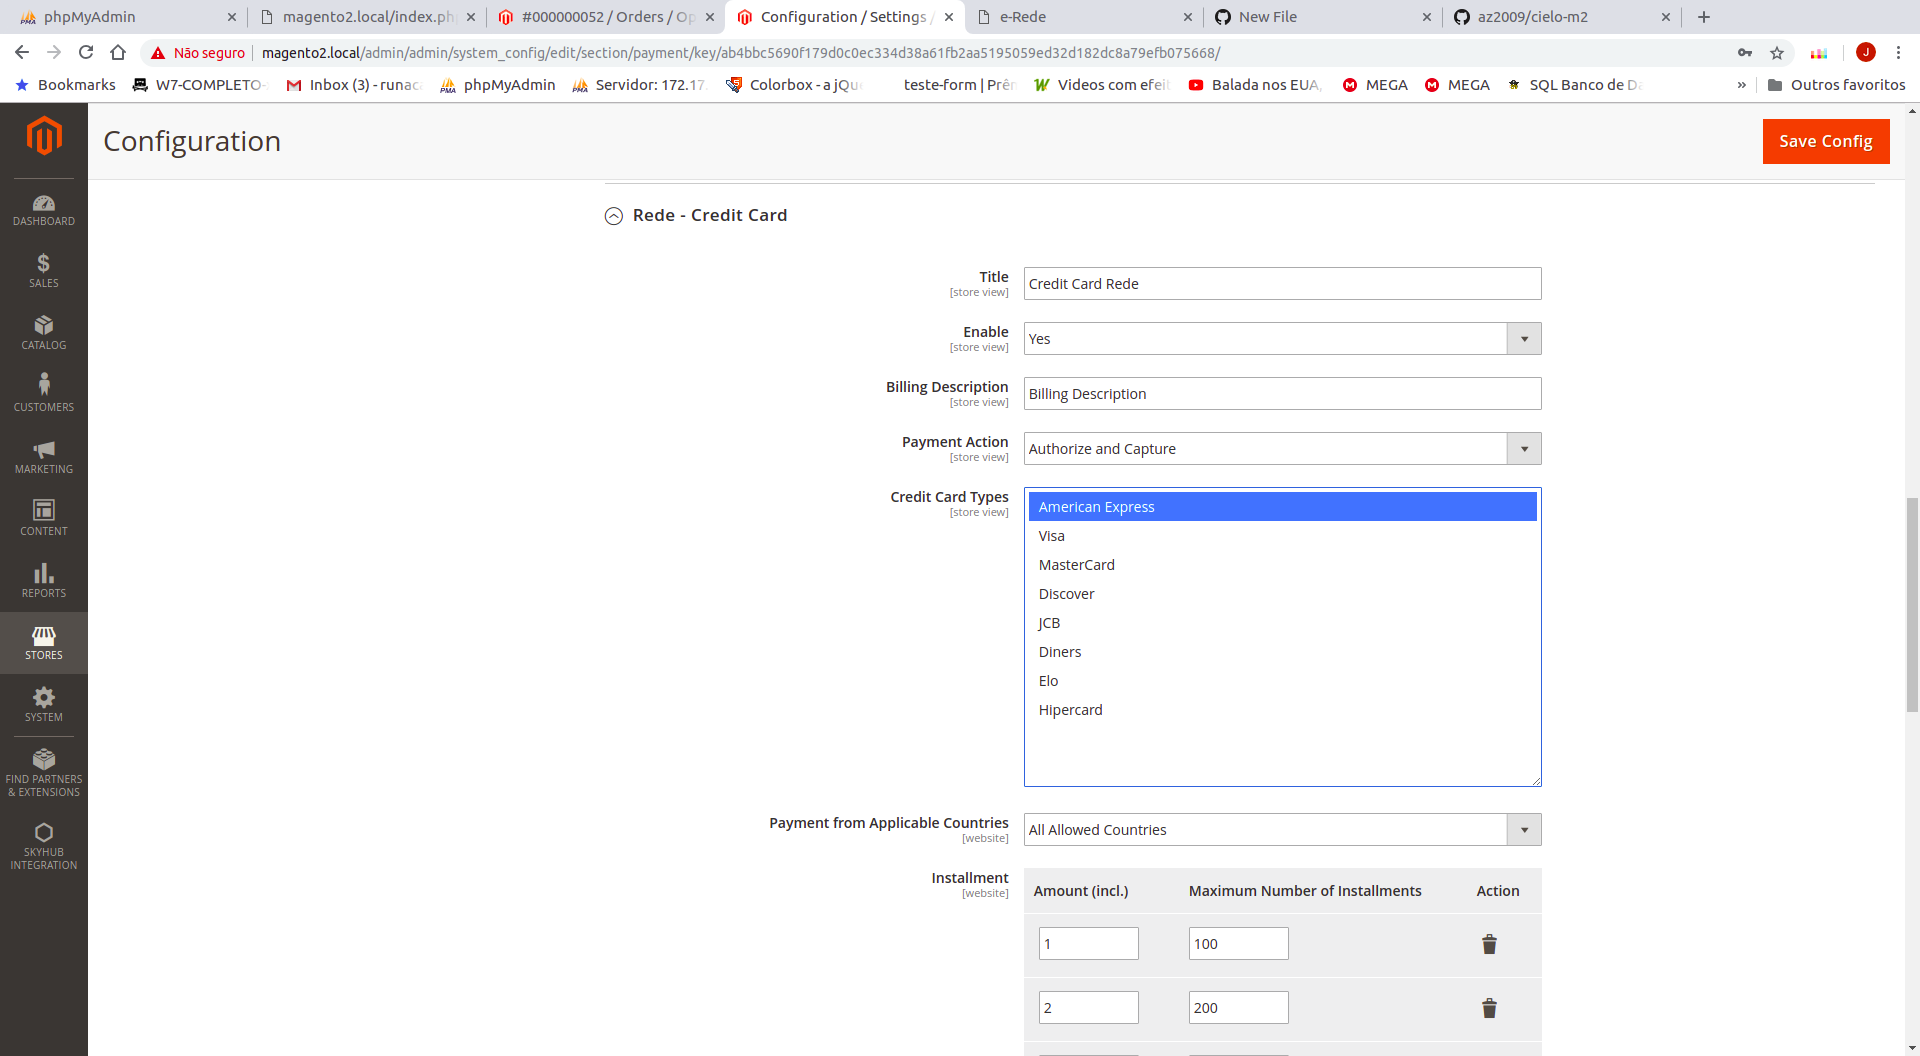 phpMyAdmin
magento2.local/index.php
#000000052 / Orders / Op
Configuration / Settings /
e-Rede
New File
az2009/cielo-m2
Não seguro
magento2.local/admin/admin/system_config/edit/section/payment/key/ab4bbc5690f179d0c0ec334d38a61fb2aa5195059ed32d182dc8a79efb075668/
J
Bookmarks
W7-COMPLETO-
Inbox (3) - runac
phpMyAdmin
Servidor: 172.17.
Colorbox - a jQue
teste-form | Prên
Videos com efeit
Balada nos EUA,
MEGA
MEGA
SQL Banco de Da
»
Outros favoritos
Configuration
Save Config
DASHBOARD
SALES
CATALOG
CUSTOMERS
MARKETING
CONTENT
REPORTS
STORES
SYSTEM
FIND PARTNERS
& EXTENSIONS
SKYHUB
INTEGRATION
Rede - Credit Card
Title
[store view]
Credit Card Rede
Enable
[store view]
Yes
Billing Description
[store view]
Billing Description
Payment Action
[store view]
Authorize and Capture
Credit Card Types
[store view]
American Express
Visa
MasterCard
Discover
JCB
Diners
Elo
Hipercard
Payment from Applicable Countries
[website]
All Allowed Countries
Installment
[website]
Amount (incl.)
Maximum Number of Installments
Action
1
100
2
200